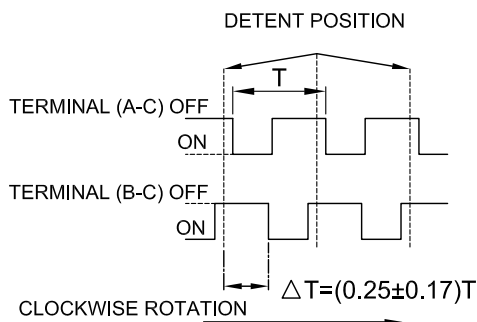 DETENT POSITION
T
TERMINAL (A-C) OFF
ON
TERMINAL (B-C) OFF
ON
△T=(0.25±0.17)T
CLOCKWISE ROTATION